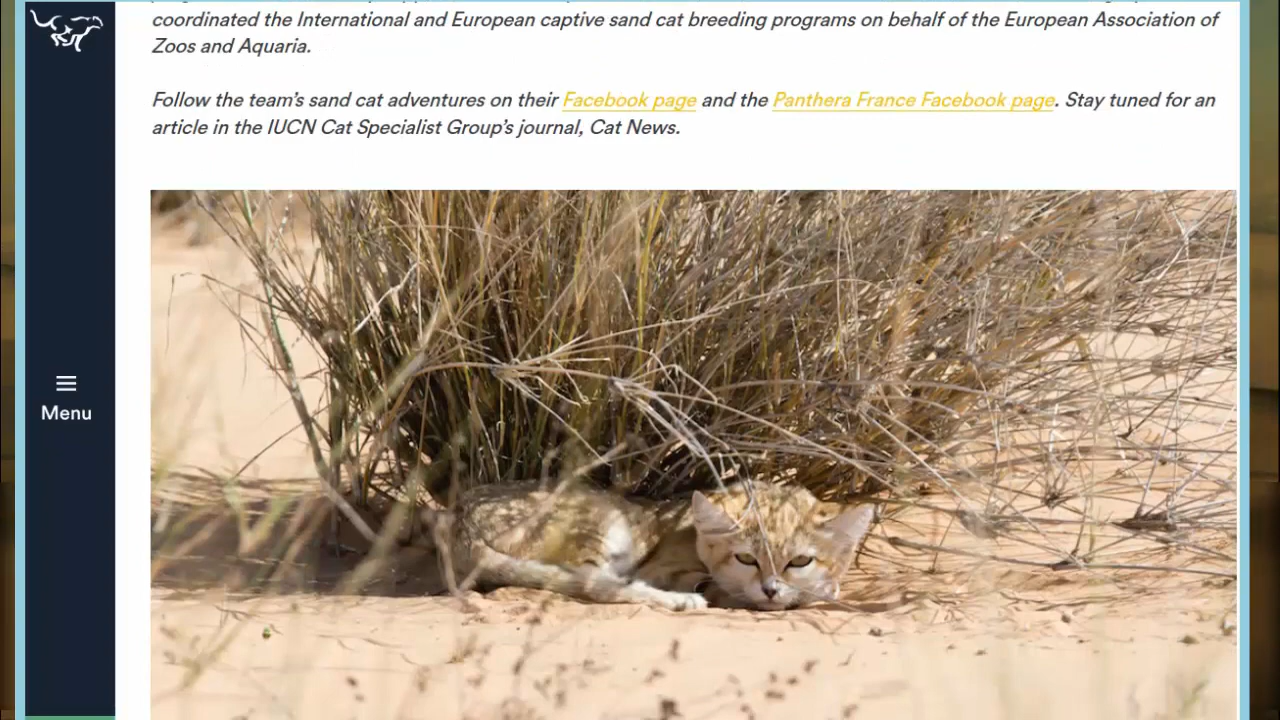 coordinated the International and European captive sand cat breeding programs on behalf of the European Association of
Zoos and Aquaria.
Follow the team's sand cat adventures on their Facebook page and the Panthera France Facebook page. Stay tuned for an
article in the IUCN Cat Specialist Group's journal, Cat News.
Menu